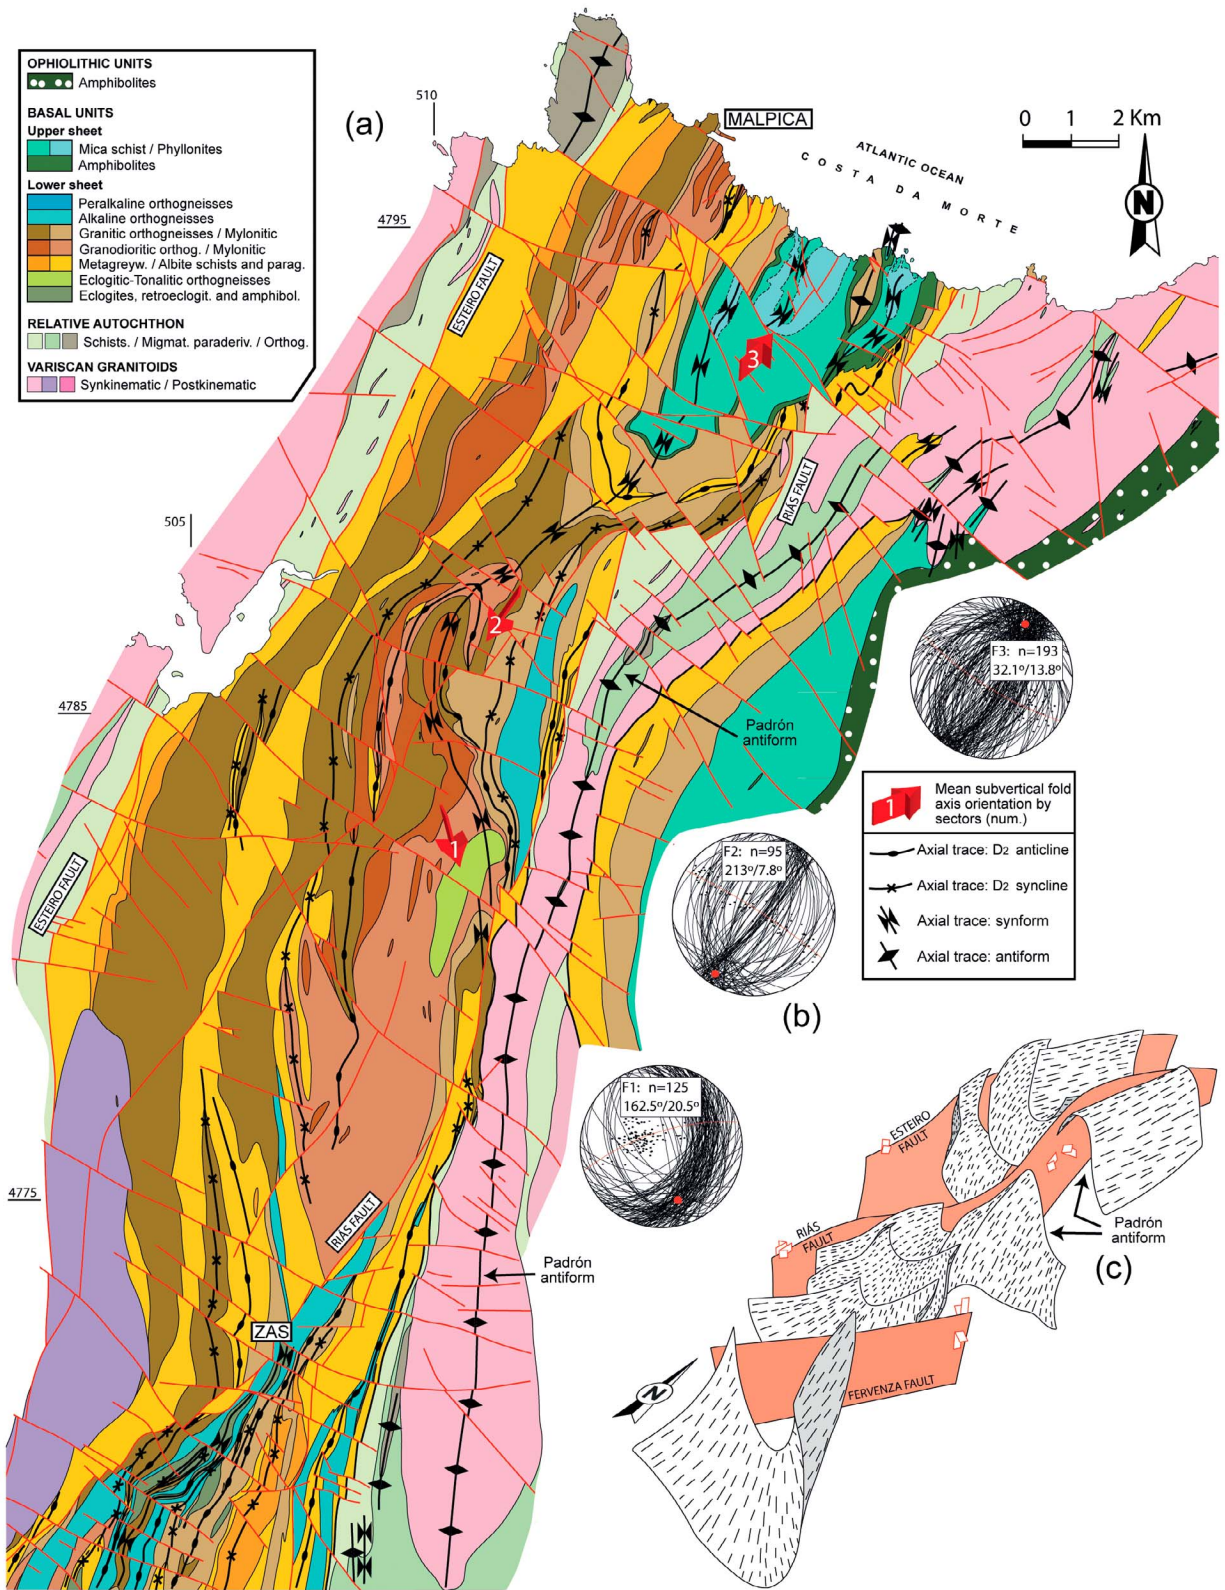 OPHIOLITHIC UNITS
Amphibolites
BASAL UNITS
Upper sheet
Mica schist / Phyllonites
Amphibolites
Lower sheet
Peralkaline orthogneisses
Alkaline orthogneisses
Granitic orthogneisses / Mylonitic
Granodioritic orthog. / Mylonitic
Metagreyw. / Albite schists and parag.
Eclogitic-Tonalitic orthogneisses
Eclogites, retroeclogit. and amphibol.
RELATIVE AUTOCHTHON
Schists. / Migmat. paraderiv. / Orthog.
VARISCAN GRANITOIDS
Synkinematic / Postkinematic
510
(a)
MALPICA
0 1 2 Km
ATLANTIC OCEAN
COSTA DA MORTE
N
4795
ESTEIRO FAULT
3
RIÁS FAULT
505
2
F3: n=193
32.1º/13.8º
4785
Padrón
antiform
1
Mean subvertical fold
axis orientation by
sectors (num.)
Axial trace: D2 anticline
Axial trace: D2 syncline
Axial trace: synform
Axial trace: antiform
F2: n=95
213º/7.8º
1
ESTEIRO FAULT
(b)
F1: n=125
162.5º/20.5º
ESTEIRO
FAULT
4775
RIÁS FAULT
RIÁS
FAULT
Padrón
antiform
Padrón
antiform
(c)
ZAS
N
FERVENZA FAULT